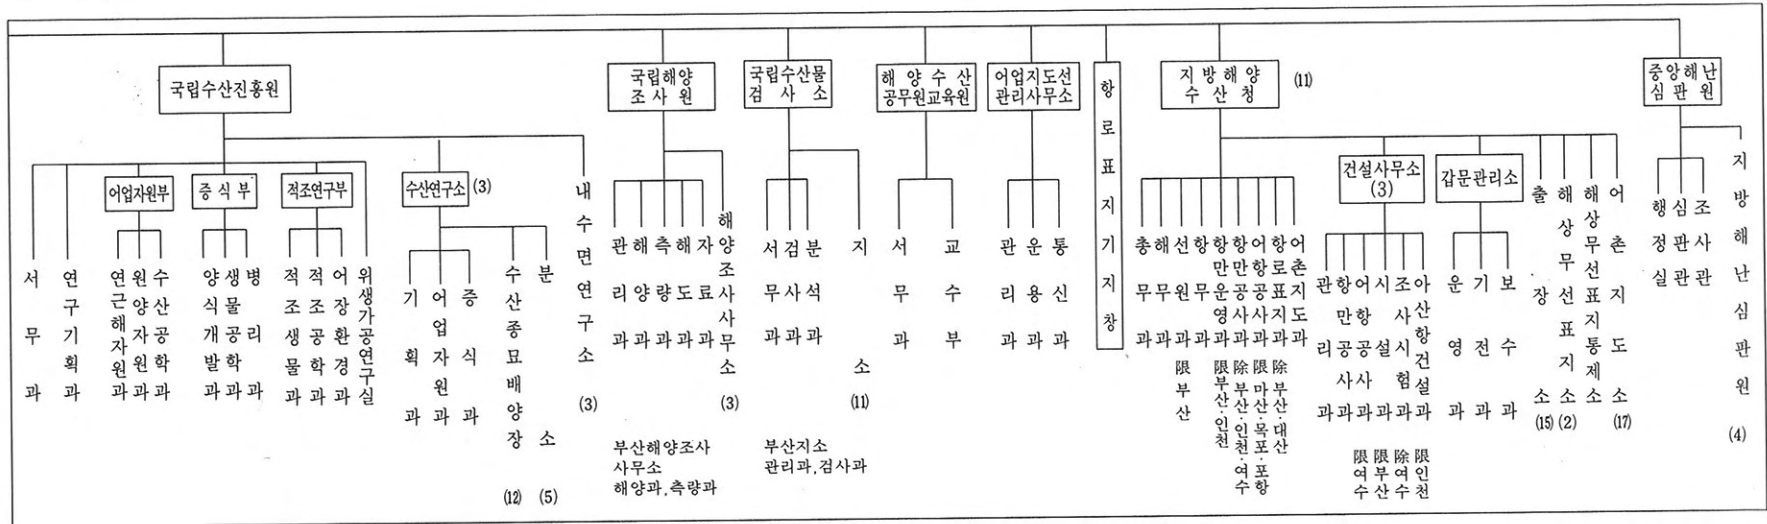 국립수산진흥원
서무과
연구기획과
어업자원부
연근해자원과
원양자원과
수산공학과
증식부
양식개발과
생물공학과
병리과
적조연구부
적조생물과
적조공학과
어장환경과
위생가공연구실
수산연구소 (3)
기획과
어업자원과
증식과
수산종묘배양장 (12)
분소 (5)
내수면연구소 (3)
국립해양
조사원
관리과
해양과
측량과
해도과
자료과
해양조사사무소 (3)
부산해양조사
사무소
해양과, 측량과
국립수산물
검사소
서무과
검사과
분석과
지소 (11)
부산지소
관리과, 검사과
해양수산
공무원교육원
서무과
교수부
어업지도선
관리사무소
관리과
운용과
통신과
항로표지기지창
지방해양
수산청
(11)
총무과
해무과
선원과 限부산
항무과
항만운영과 限부산·인천
항만공사과 除부산·인천·여수
어항공사과 限마산·목포·포항
항로표지과 除부산·대산
어촌지도과
건설사무소
(3)
관리과
항만공사과
어항공사과 限여수
시설과 限부산
조사시험과 除여수
아산항건설과 限인천
갑문관리소
운영과
기전과
보수과
출장소 (15)
해상무선표지소 (2)
해상무선표지통제소
어촌지도소 (17)
중앙해난
심판원
행정실
심판관
조사관
지방해난심판원 (4)